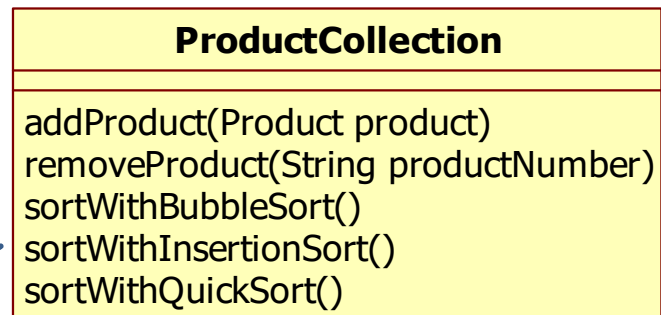 ProductCollection
addProduct(Product product)
removeProduct(String productNumber)
sortWithBubbleSort()
sortWithInsertionSort()
sortWithQuickSort()